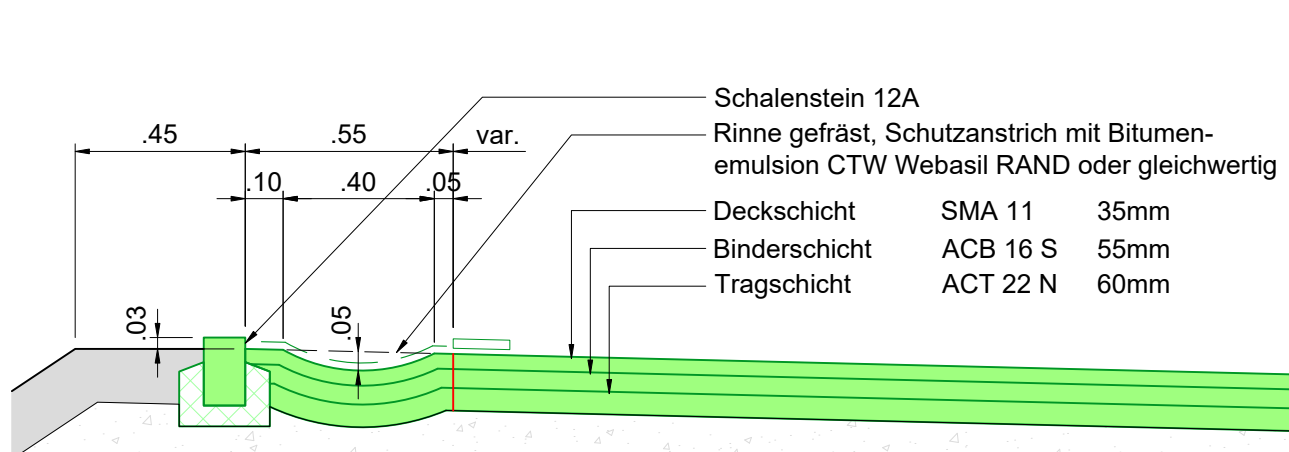 Schalenstein 12A
Rinne gefräst, Schutzanstrich mit Bitumen-
emulsion CTW Webasil RAND oder gleichwertig
.45 .55 var.
.10 .40 .05
Deckschicht SMA 11 35mm
Binderschicht ACB 16 S 55mm
Tragschicht ACT 22 N 60mm
.03 .05